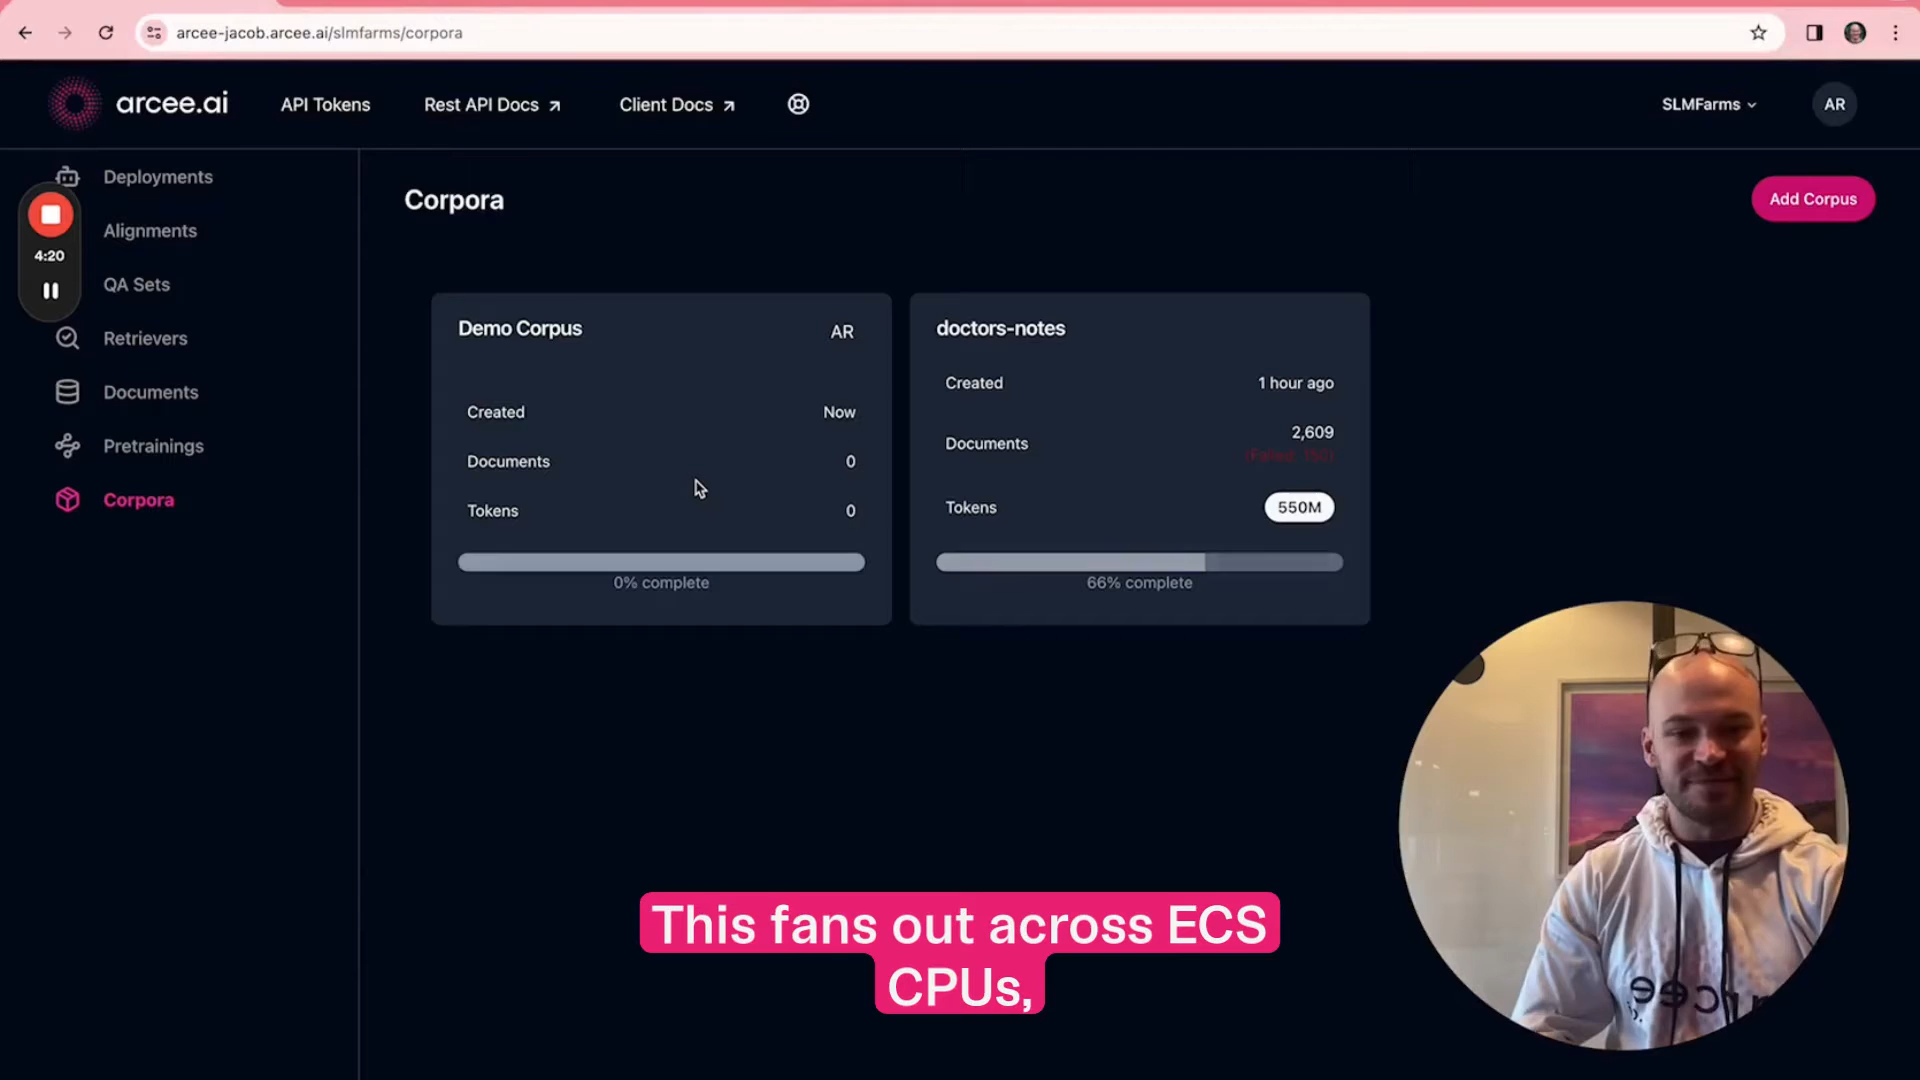 arcee-jacob.arcee.ai/slmfarms/corpora
arcee.ai
API Tokens
Rest API Docs
Client Docs
SLMFarms
AR
Deployments
4:20
Alignments
QA Sets
Retrievers
Documents
Pretrainings
Corpora
Corpora
Add Corpus
Demo Corpus
AR
Created
Now
Documents
0
Tokens
0
0% complete
doctors-notes
Created
1 hour ago
Documents
2,609
(Failed: 150)
Tokens
550M
66% complete
This fans out across ECS
CPUs,